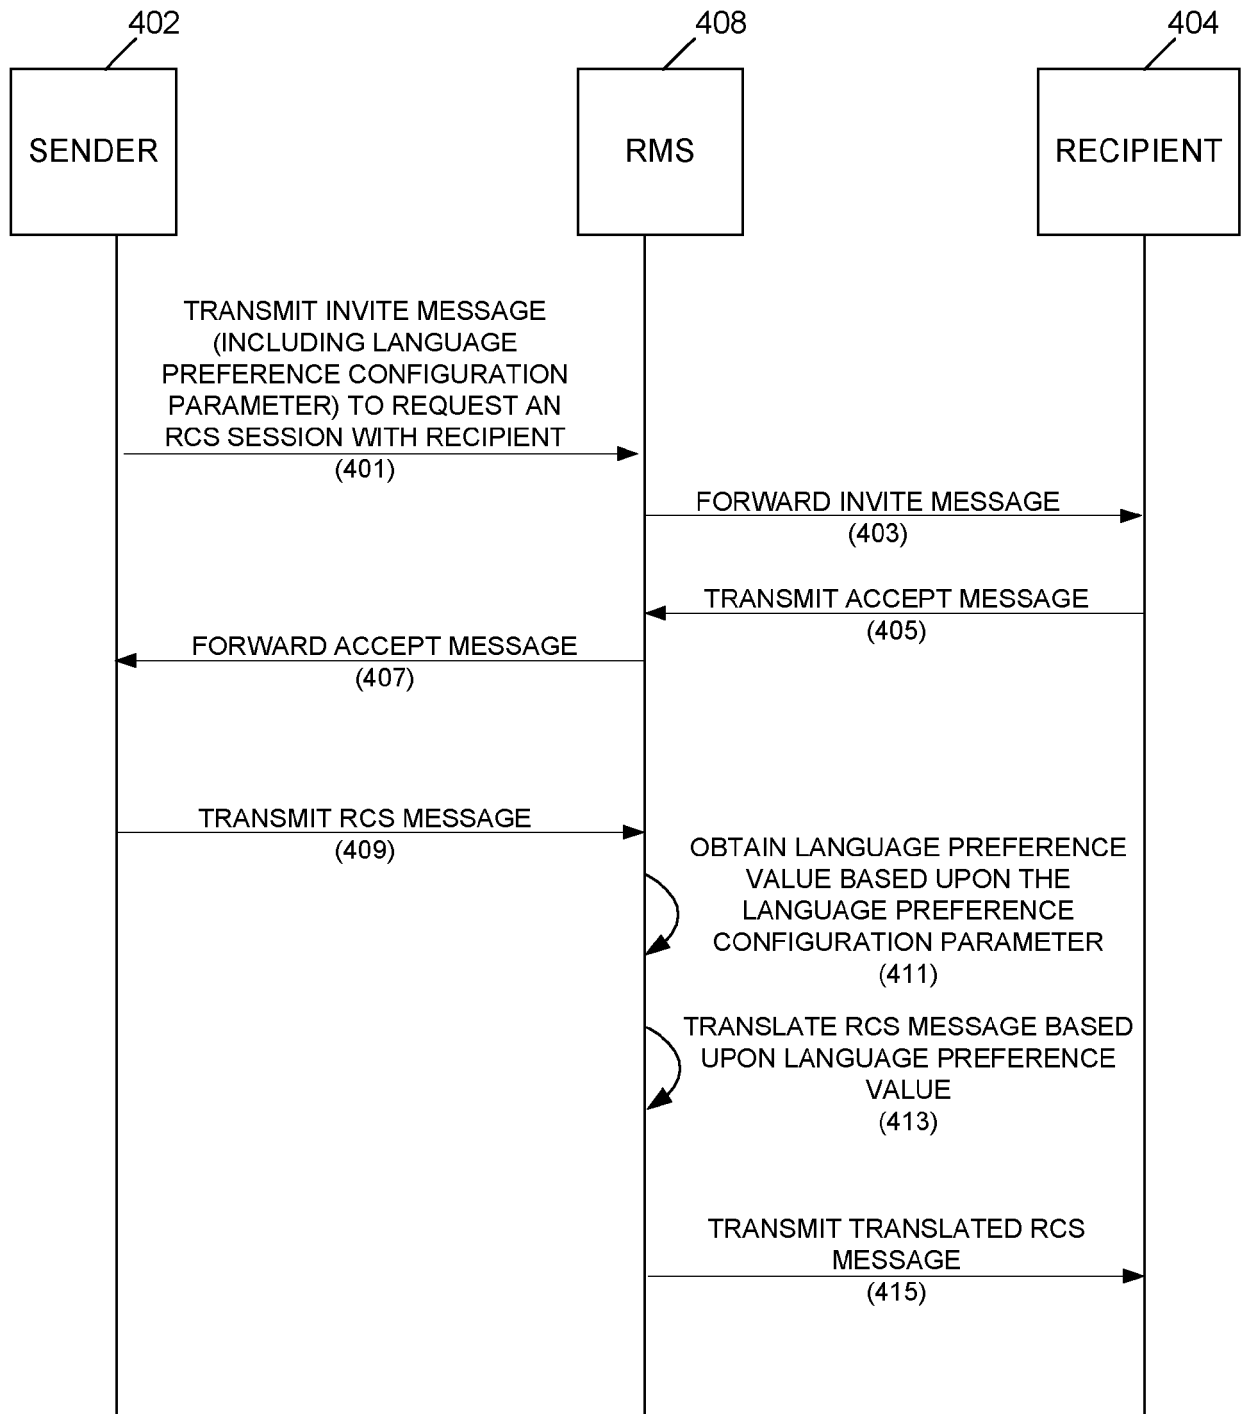 402
408
404
SENDER
RMS
RECIPIENT
TRANSMIT INVITE MESSAGE
(INCLUDING LANGUAGE
PREFERENCE CONFIGURATION
PARAMETER) TO REQUEST AN
RCS SESSION WITH RECIPIENT
(401)
FORWARD INVITE MESSAGE
(403)
TRANSMIT ACCEPT MESSAGE
(405)
FORWARD ACCEPT MESSAGE
(407)
TRANSMIT RCS MESSAGE
(409)
OBTAIN LANGUAGE PREFERENCE
VALUE BASED UPON THE
LANGUAGE PREFERENCE
CONFIGURATION PARAMETER
(411)
TRANSLATE RCS MESSAGE BASED
UPON LANGUAGE PREFERENCE
VALUE
(413)
TRANSMIT TRANSLATED RCS
MESSAGE
(415)